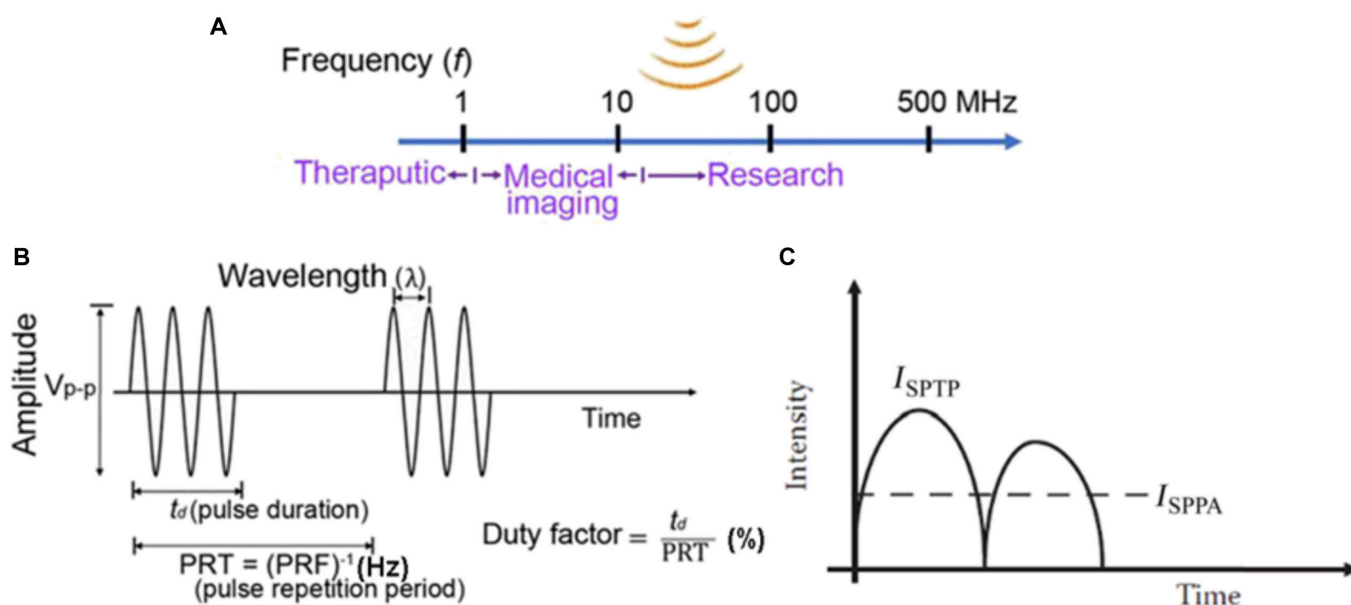 A
Frequency (f)
1 10 100 500 MHz
Theraputic Medical Research
imaging
B
Wavelength (λ)
Amplitude
Vp-p
Time
td (pulse duration)
PRT = (PRF)⁻¹ (Hz)
(pulse repetition period)
Duty factor = td/PRT (%)
C
Intensity
ISPTP
ISPPA
Time